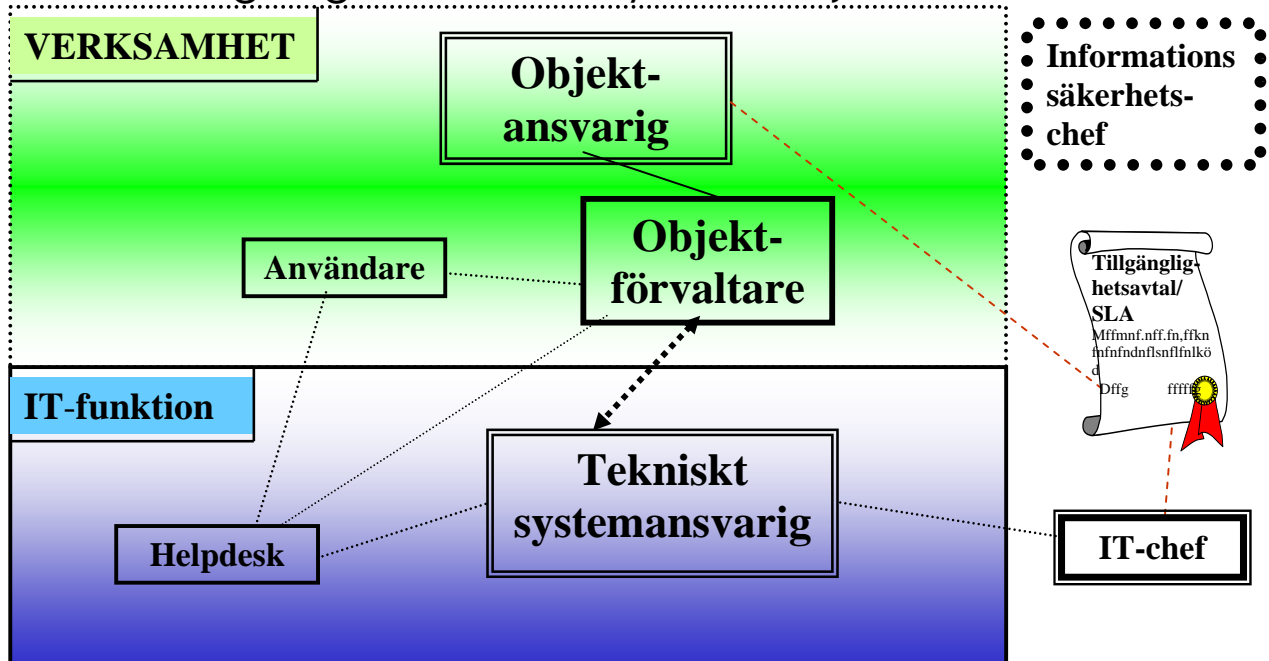 VERKSAMHET
Objekt-
ansvarig
Informations
säkerhets-
chef
Objekt-
förvaltare
Användare
Tillgänglig-
hetsavtal/
SLA
Mffmnf.nff.fn,ffkn
fnfnfndnflsnflfnlkö
d
Dffg
IT-funktion
Tekniskt
systemansvarig
Helpdesk
IT-chef